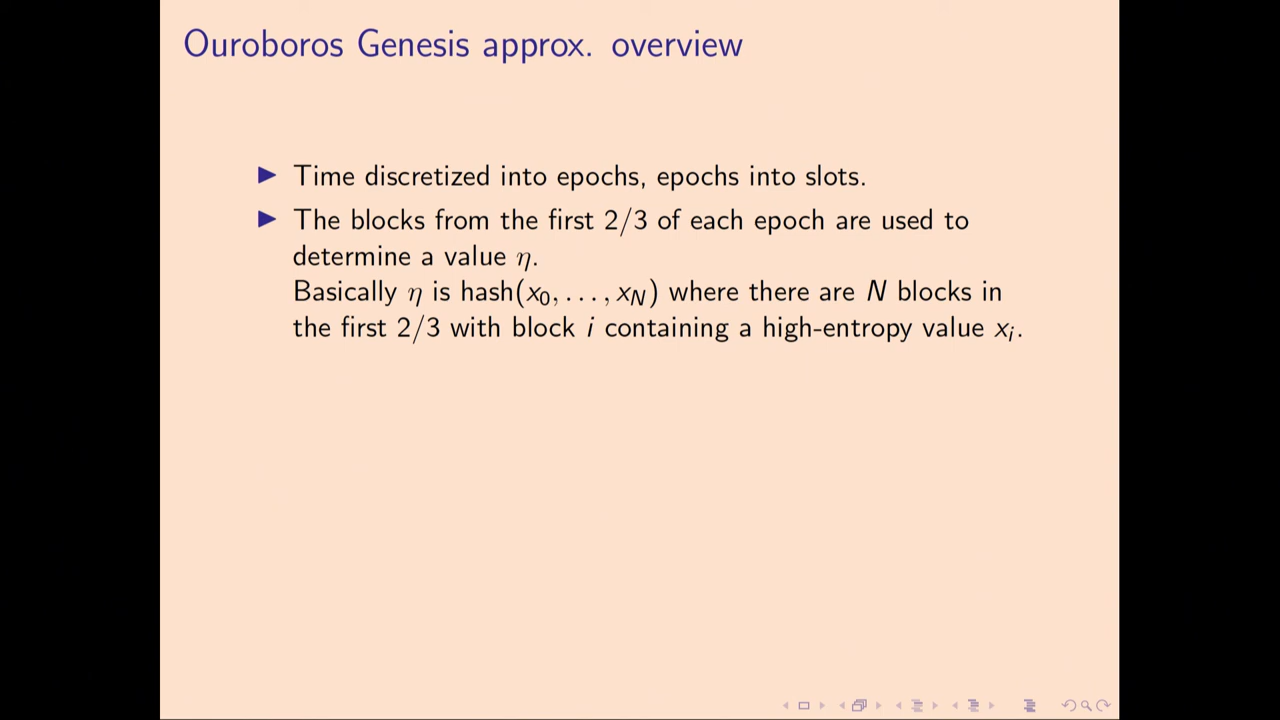 Ouroboros Genesis approx. overview
▶ Time discretized into epochs, epochs into slots.
▶ The blocks from the first 2/3 of each epoch are used to
determine a value η.
Basically η is hash(x₀, . . . , x_N) where there are N blocks in
the first 2/3 with block i containing a high-entropy value xᵢ.